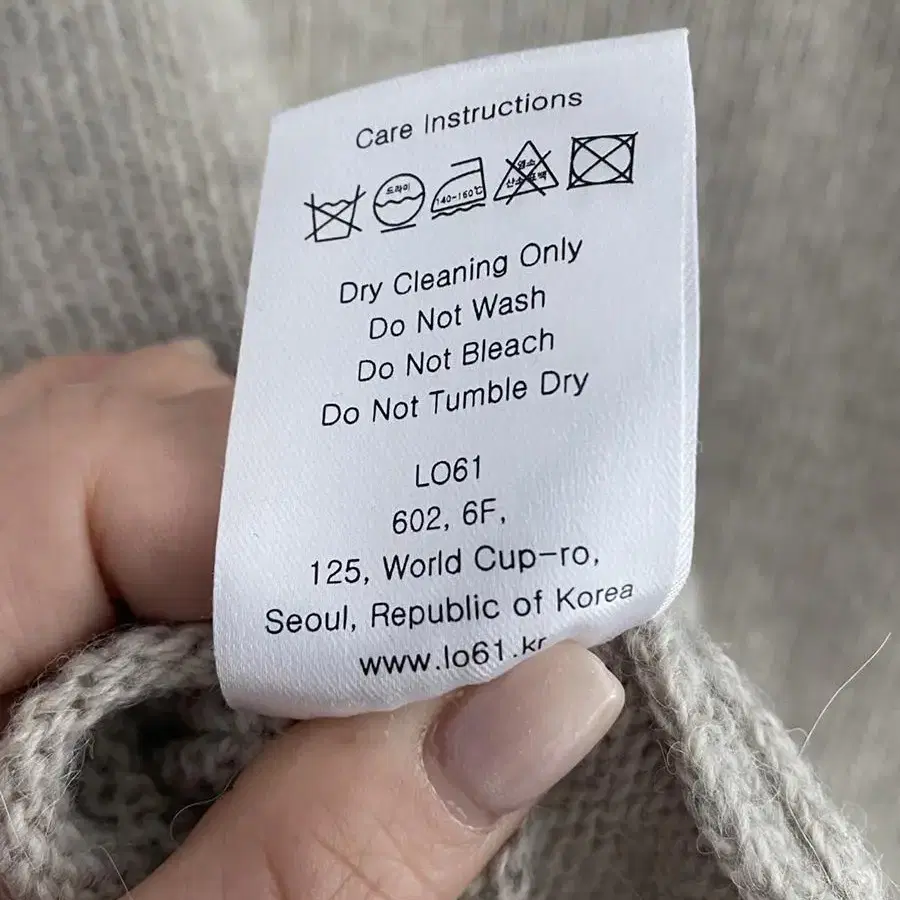 Care Instructions
드라이 140~160℃ 염소
산소 표백
Dry Cleaning Only
Do Not Wash
Do Not Bleach
Do Not Tumble Dry
LO61
602, 6F,
125, World Cup-ro,
Seoul, Republic of Korea
www.lo61.kr